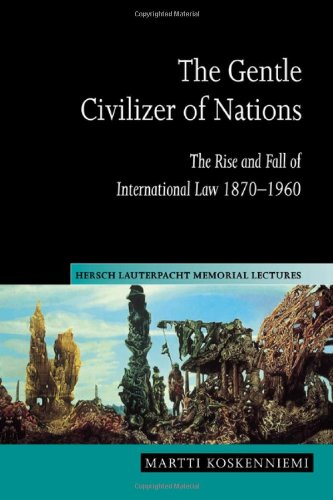 The Gentle
Civilizer of Nations
The Rise and Fall of
International Law 1870–1960
HERSCH LAUTERPACHT MEMORIAL LECTURES
MARTTI KOSKENNIEMI